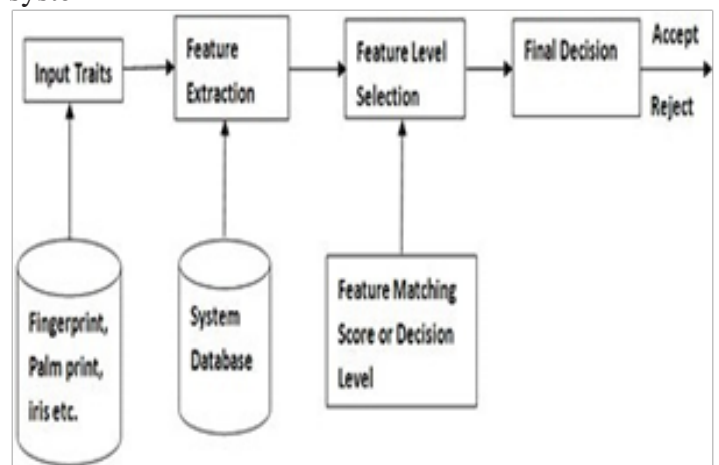 Input Traits
Feature
Extraction
Feature Level
Selection
Final Decision
Accept
Reject
Fingerprint,
Palm print,
iris etc.
System
Database
Feature Matching
Score or Decision
Level